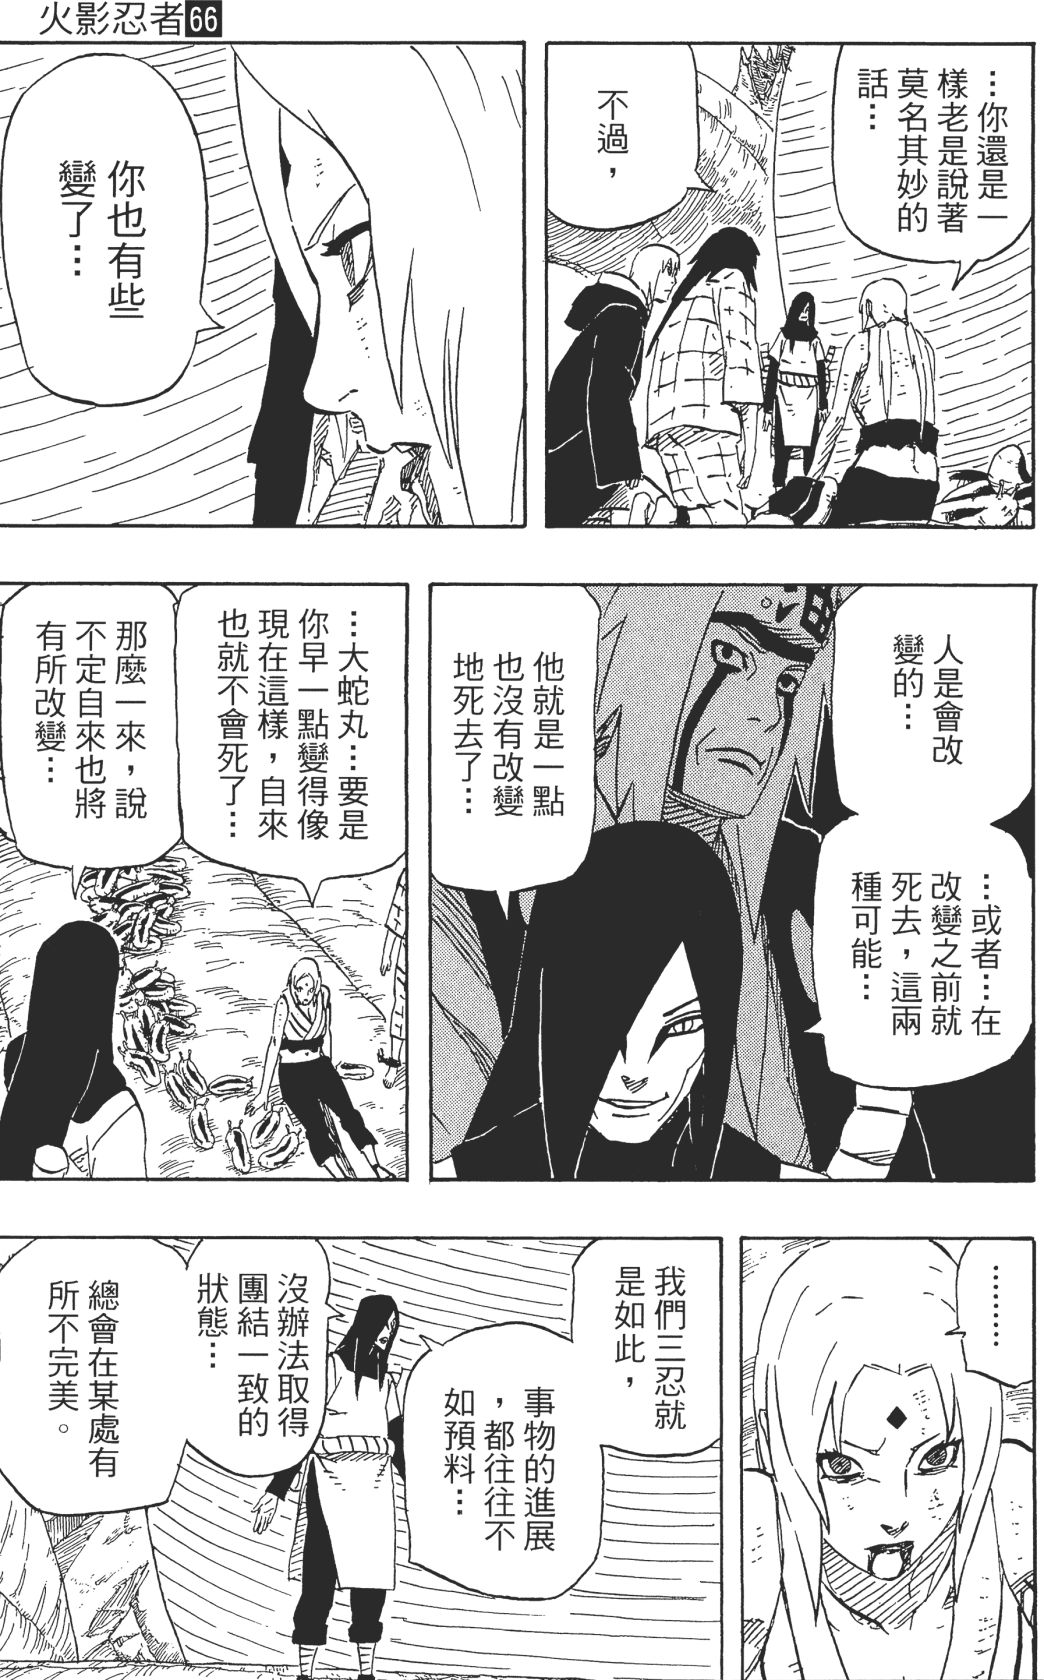 火影忍者66
…你還是一
樣老是說著
莫名其妙的
話…
不過，
你也有些
變了…
人是會改
變的…
…或者…在
改變之前就
死去，這兩
種可能…
他就是一點
也沒有改變
地死去了…
…大蛇丸…要是
你早一點變得像
現在這樣，自來
也就不會死了…
那麼一來，說
不定自來也將
有所改變…
油
………
我們三忍就
是如此，
事物的進展
，都往往不
如預料…
沒辦法取得
團結一致的
狀態…
總會在某處有
所不完美。